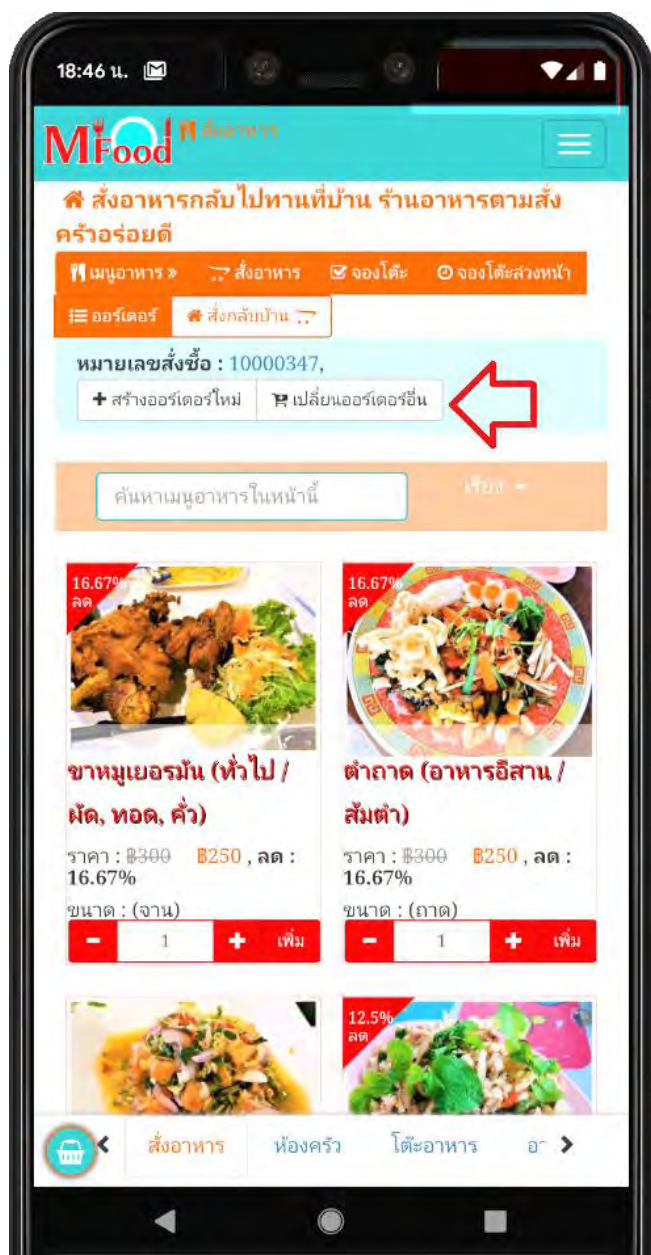 18:46 น.
MFood สั่งอาหาร
สั่งอาหารกลับไปทานที่บ้าน ร้านอาหารตามสั่ง
ครัวอร่อยดี
เมนูอาหาร » สั่งอาหาร จองโต๊ะ จองโต๊ะล่วงหน้า
ออร์เดอร์ สั่งกลับบ้าน
หมายเลขสั่งซื้อ : 10000347,
+ สร้างออร์เดอร์ใหม่ เปลี่ยนออร์เดอร์อื่น
ค้นหาเมนูอาหารในหน้านี้ เรียง
16.67% 16.67%
ลด ลด
ขาหมูเยอรมัน (ทั่วไป / ตำถาด (อาหารอีสาน /
ผัด, ทอด, คั่ว) ส้มตำ)
ราคา : ฿300 ฿250 , ลด : ราคา : ฿300 ฿250 , ลด :
16.67% 16.67%
ขนาด : (จาน) ขนาด : (ถาด)
- 1 + เพิ่ม - 1 + เพิ่ม
12.5%
ลด
สั่งอาหาร ห้องครัว โต๊ะอาหาร อา